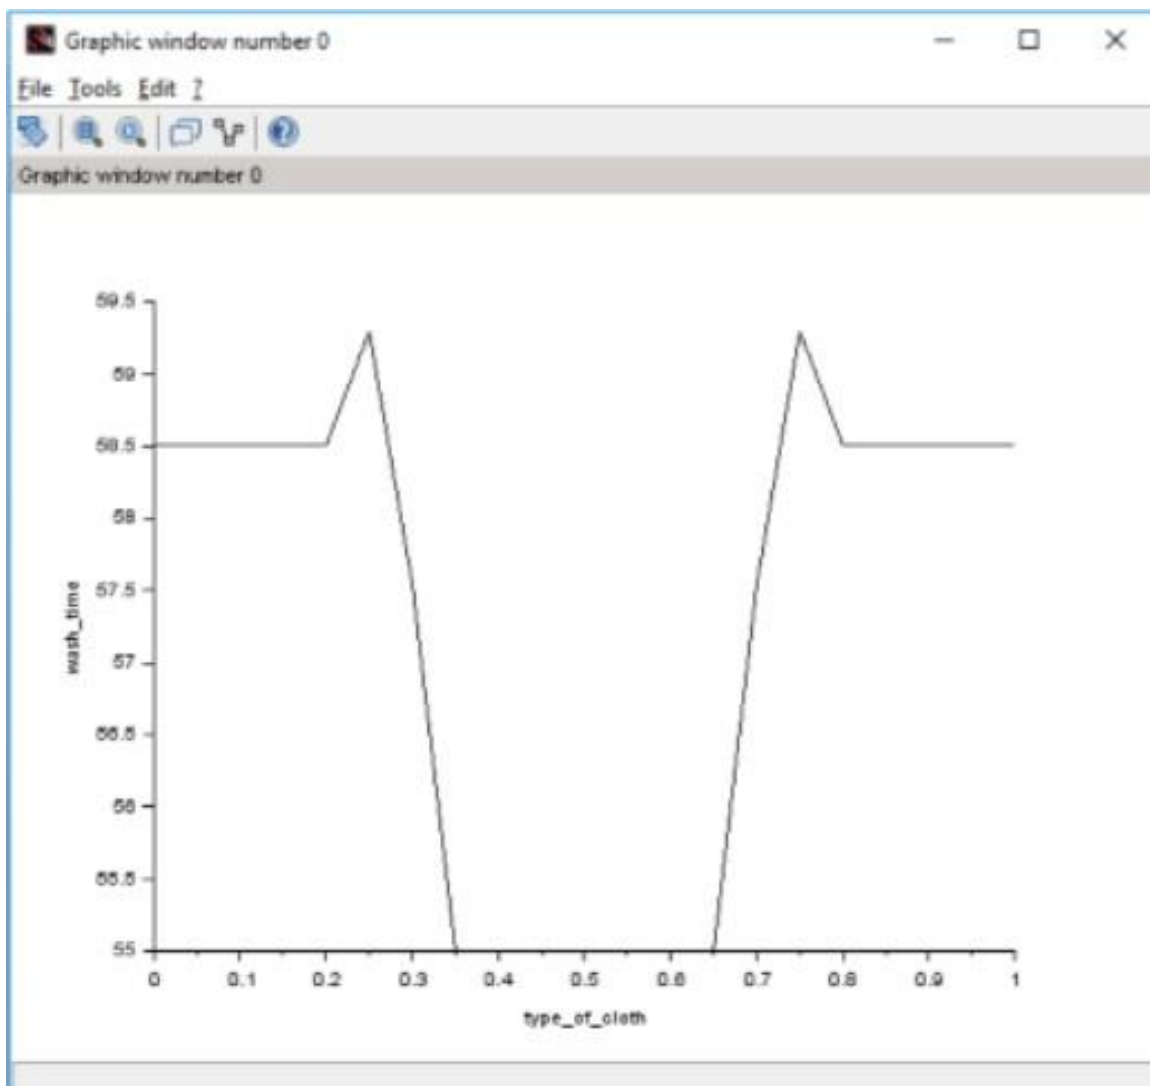 Graphic window number 0
File Tools Edit ?
Graphic window number 0
59.5
59
58.5
58
57.5
57
56.5
56
55.5
55
wash_time
0 0.1 0.2 0.3 0.4 0.5 0.6 0.7 0.8 0.9 1
type_of_cloth